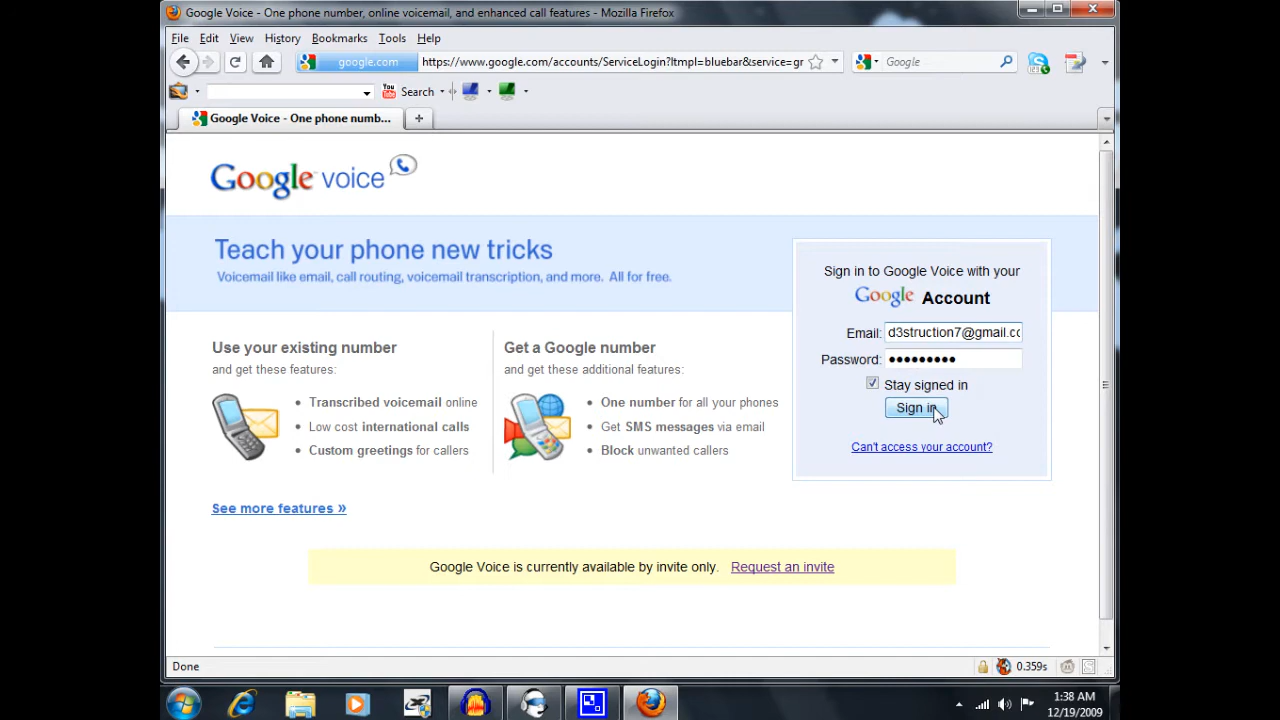 Google Voice - One phone number, online voicemail, and enhanced call features - Mozilla Firefox
File Edit View History Bookmarks Tools Help
google.com https://www.google.com/accounts/ServiceLogin?ltmpl=bluebar&service=gr
Google
You Tube Search
Google Voice - One phone numb...
Google voice
Teach your phone new tricks
Voicemail like email, call routing, voicemail transcription, and more. All for free.
Sign in to Google Voice with your
Google Account
Email: d3struction7@gmail.co
Password: •••••••••
Stay signed in
Sign in
Can't access your account?
Use your existing number
and get these features:
• Transcribed voicemail online
• Low cost international calls
• Custom greetings for callers
Get a Google number
and get these additional features:
• One number for all your phones
• Get SMS messages via email
• Block unwanted callers
See more features »
Google Voice is currently available by invite only. Request an invite
Done
0.359s
1:38 AM
12/19/2009